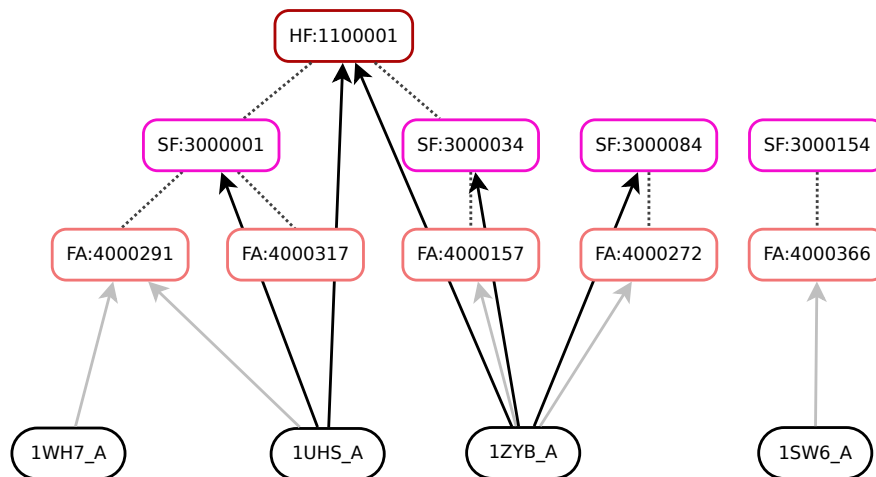 HF:1100001
SF:3000001
SF:3000034
SF:3000084
SF:3000154
FA:4000291
FA:4000317
FA:4000157
FA:4000272
FA:4000366
1WH7_A
1UHS_A
1ZYB_A
1SW6_A